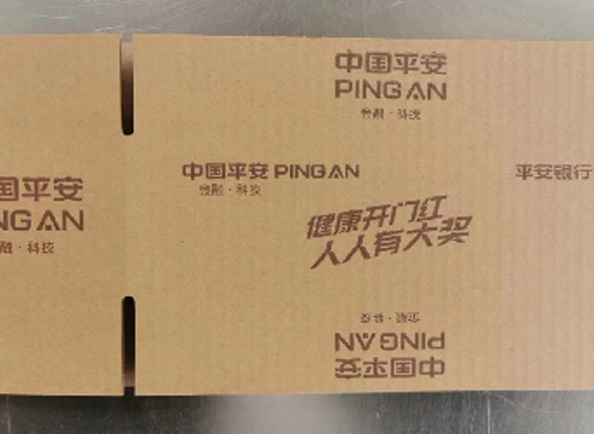 中国平安
PING AN
金融·科技
中国平安 PING AN
金融·科技
平安银行
国平安
NG AN
融·科技
健康开门红
人人有大奖
金融·科技
PING AN
中国平安